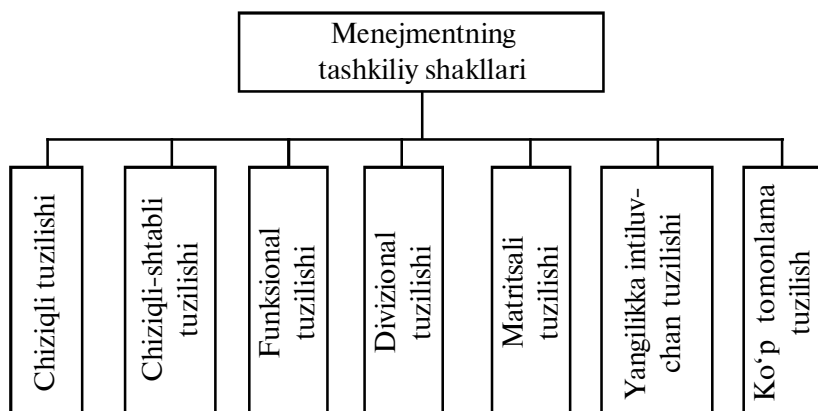 Menejmentning
tashkiliy shakllari
Chiziqli tuzilishi
Chiziqli-shtabli
tuzilishi
Funksional
tuzilishi
Divizional
tuzilishi
Matritsali
tuzilishi
Yangilikka intiluv-
chan tuzilishi
Ko‘p tomonlama
tuzilish